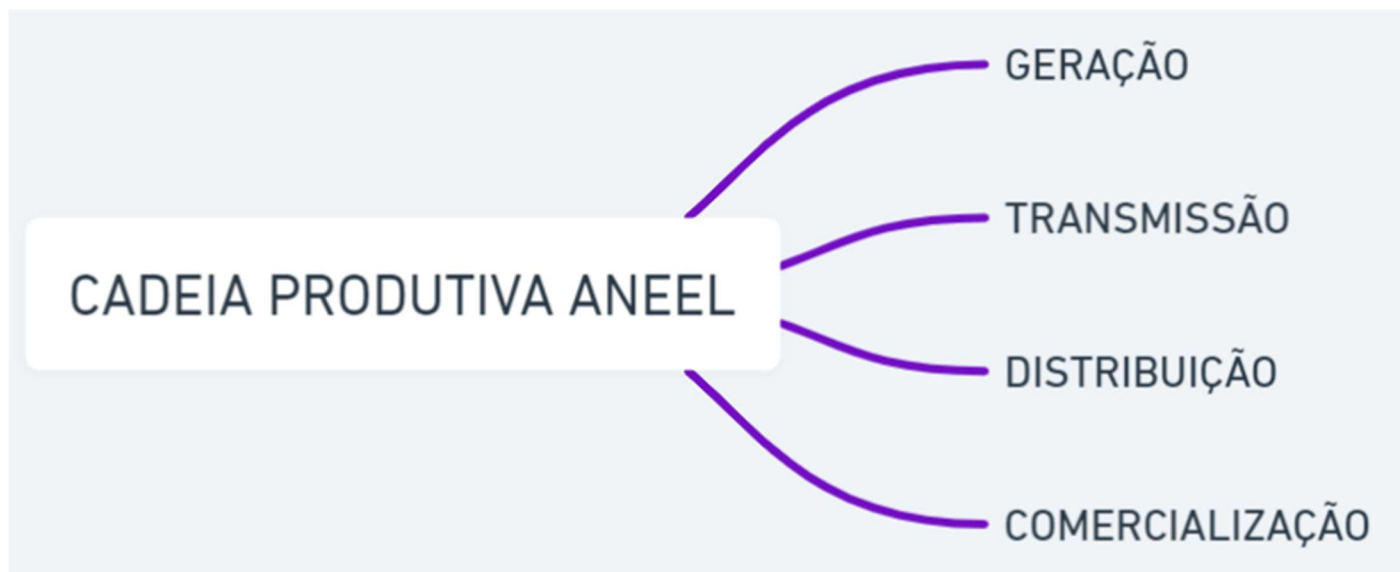 GERAÇÃO
TRANSMISSÃO
CADEIA PRODUTIVA ANEEL
DISTRIBUIÇÃO
COMERCIALIZAÇÃO